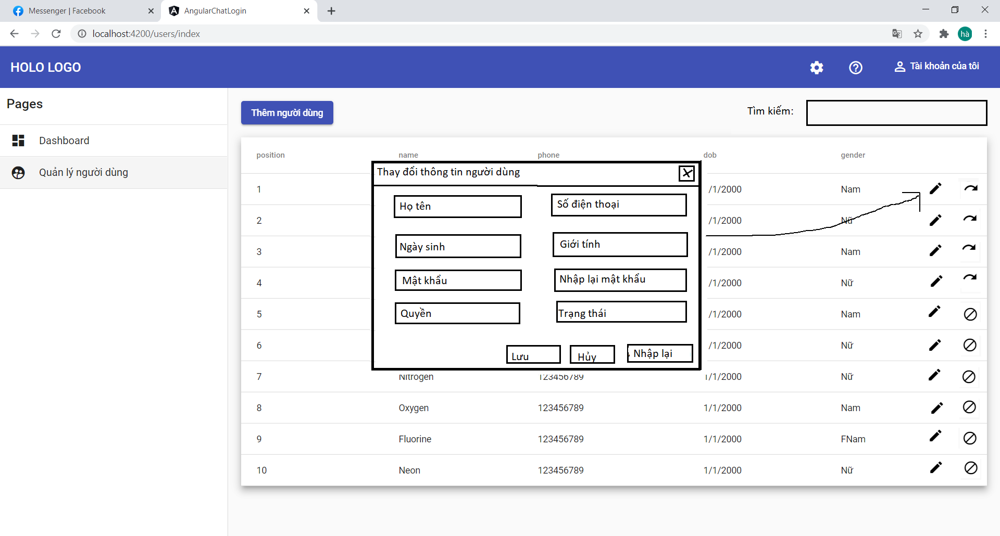 Messenger | Facebook
AngularChatLogin
localhost:4200/users/index
hà
HOLO LOGO
Tài khoản của tôi
Pages
Dashboard
Quản lý người dùng
Thêm người dùng
Tìm kiếm:
position name phone dob gender
Thay đổi thông tin người dùng
Họ tên
Số điện thoại
Ngày sinh
Giới tính
Mật khẩu
Nhập lại mật khẩu
Quyền
Trạng thái
Lưu
Hủy
Nhập lại
1 /1/2000 Nam
2 /1/2000 Nữ
3 /1/2000 Nam
4 /1/2000 Nữ
5 /1/2000 Nam
6 /1/2000 Nữ
7 Nitrogen 123456789 1/1/2000 Nữ
8 Oxygen 123456789 1/1/2000 Nam
9 Fluorine 123456789 1/1/2000 FNam
10 Neon 123456789 1/1/2000 Nữ